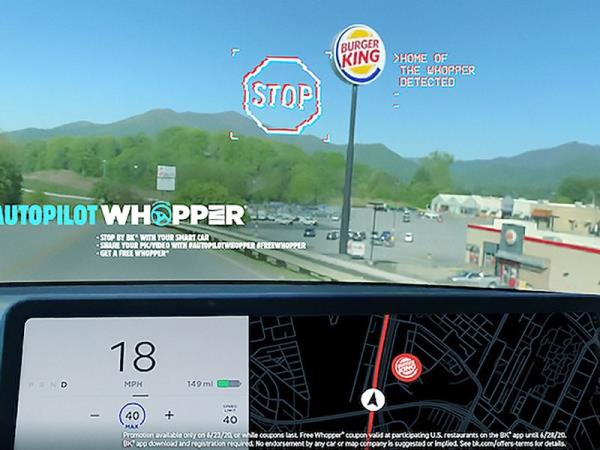 BURGER
KING
STOP
>HOME OF
THE WHOPPER
DETECTED
AUTOPILOT WHOPPER
- STOP BY BK® WITH YOUR SMART CAR
- SHARE YOUR PIC/VIDEO WITH #AUTOPILOTWHOPPER #FREEWHOPPER
- GET A FREE WHOPPER®
18
MPH
P R N D
149 mi
− 40 +
MAX
SPEED
LIMIT
40
BURGER
KING
Promotion available only on 6/23/20, or while coupons last. Free Whopper® coupon valid at participating U.S. restaurants on the BK® app until 6/28/20.
BK® app download and registration required. No endorsement by any car or map company is suggested or implied. See bk.com/offers-terms for details.